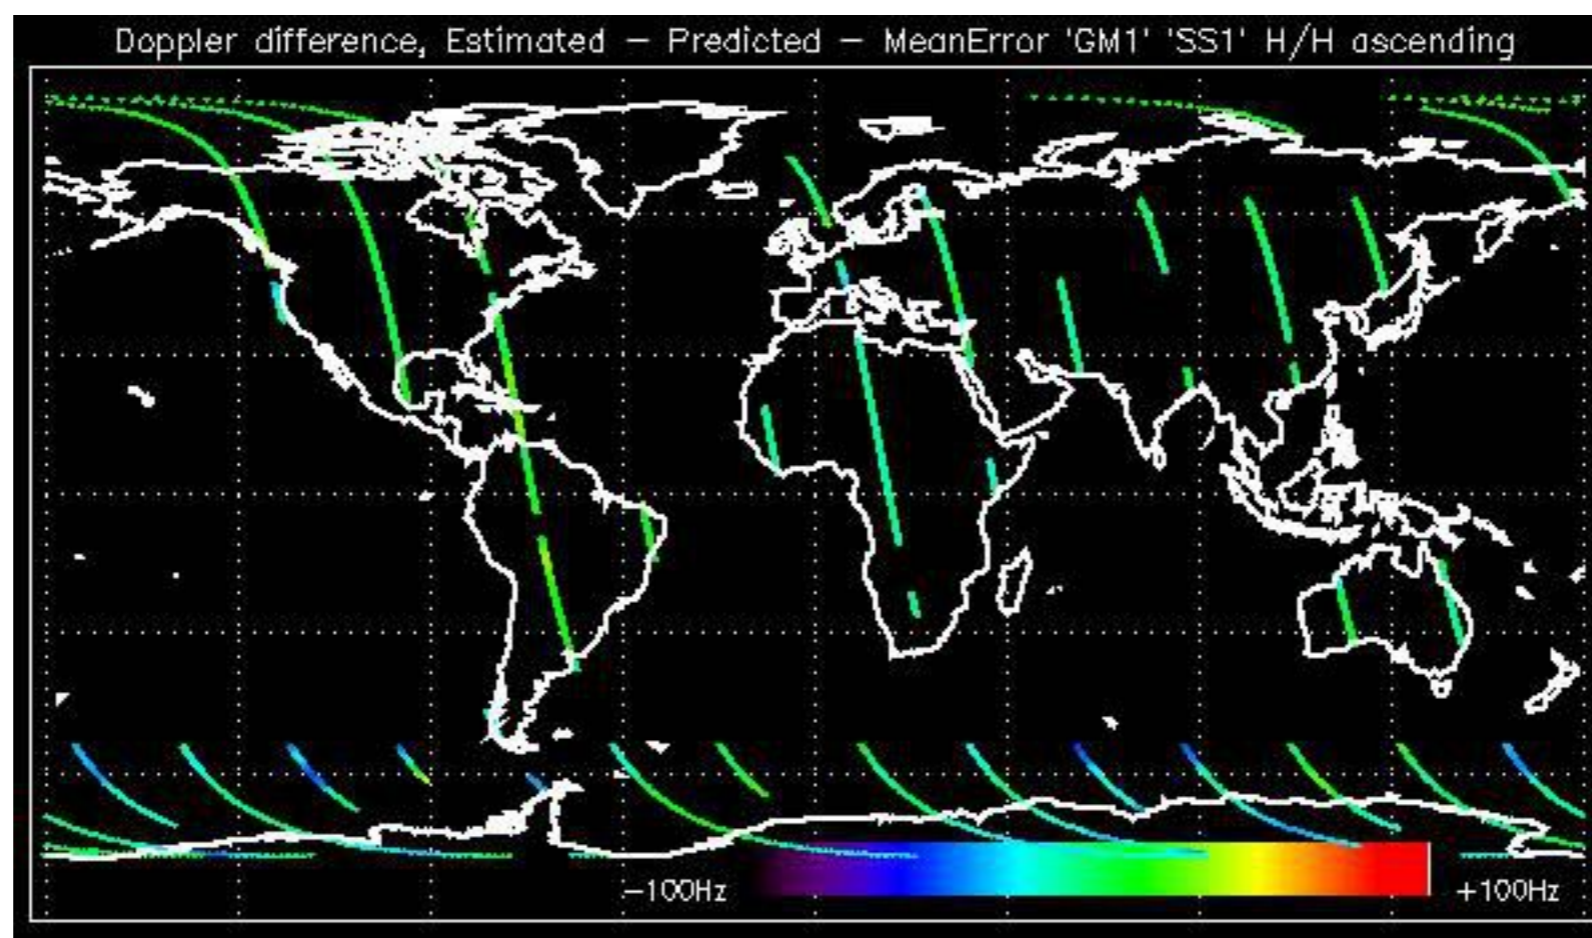 Doppler difference, Estimated – Predicted – MeanError 'GM1' 'SS1' H/H ascending
-100Hz
+100Hz